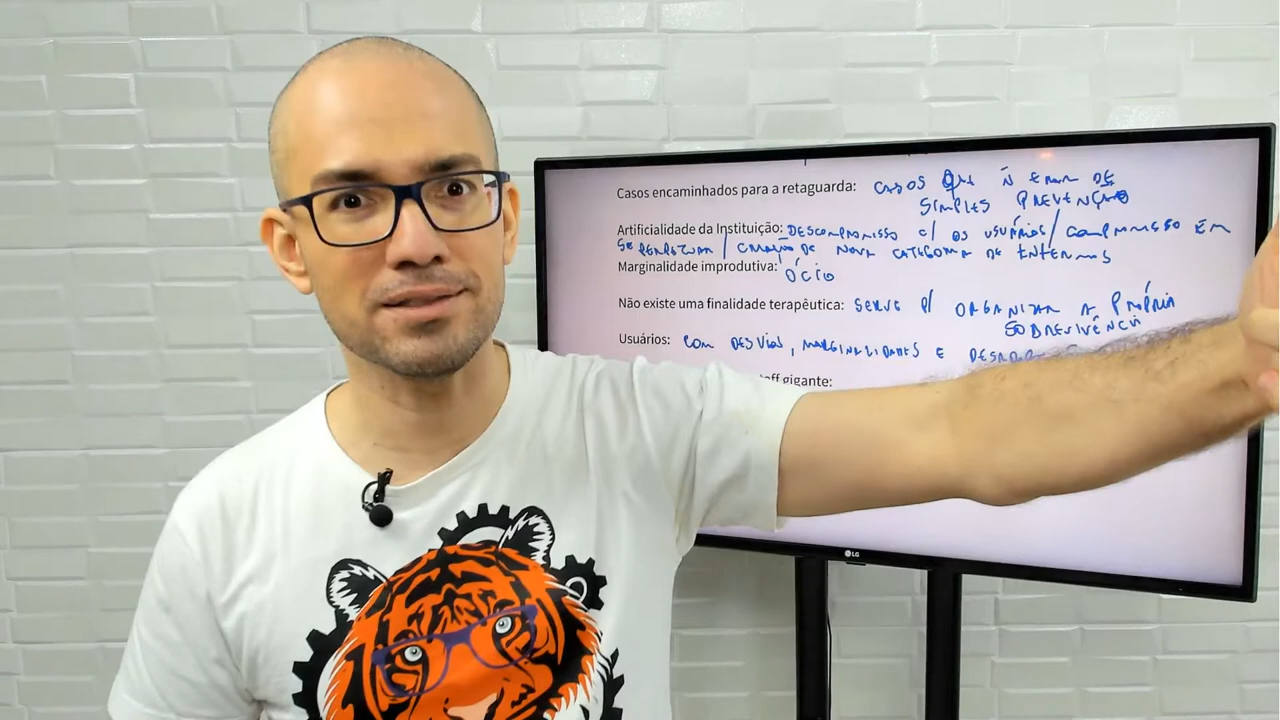 Casos encaminhados para a retaguarda: CASOS QUE Ñ ERAM DE
SIMPLES PREVENÇÃO
Artificialidade da Instituição: DESCOMPROMISSO C/ OS USUÁRIOS / COMPROMISSO EM
SE PERPETUAR / CRIAÇÃO DE NOVA CATEGORIA DE INTERNOS
Marginalidade improdutiva: ÓCIO
Não existe uma finalidade terapêutica: SERVE P/ ORGANIZAR A PRÓPRIA
SOBREVIVÊNCIA
Usuários: COM DESVIOS, MARGINALIDADES E
gigante:
LG